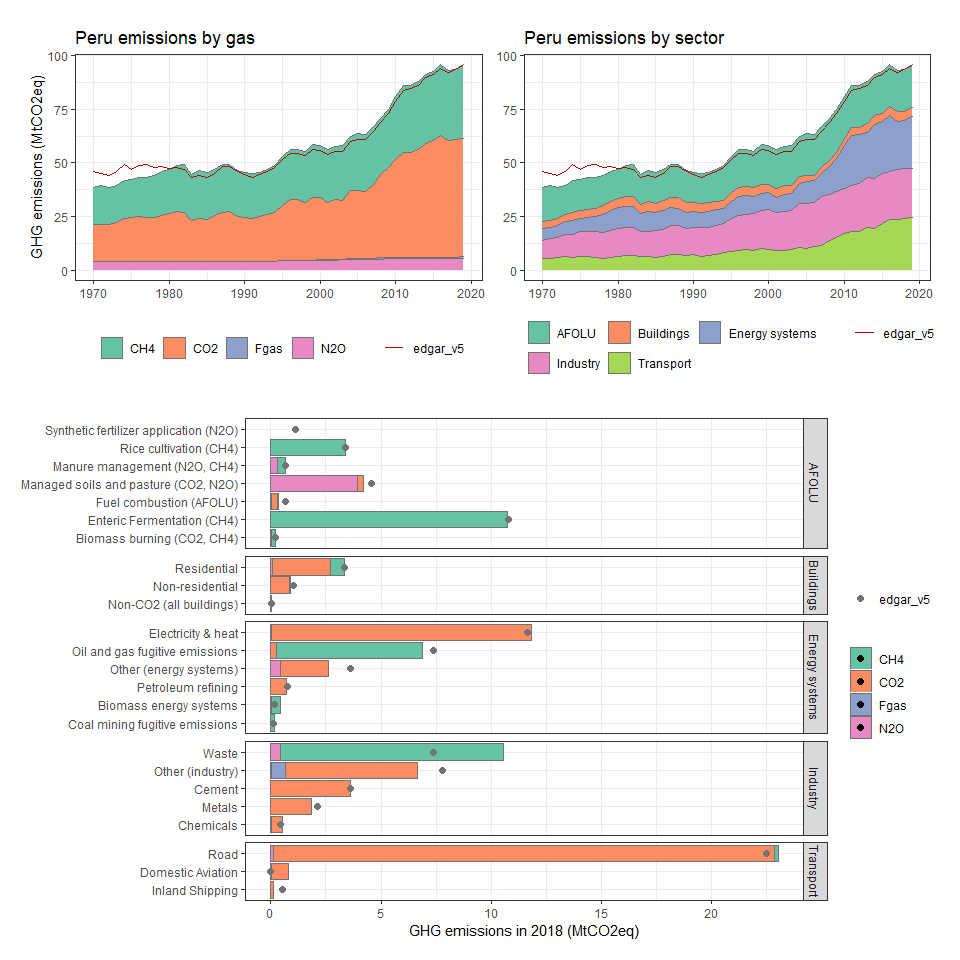 Peru emissions by gas
GHG emissions (MtCO2eq)
100
75
50
25
0
1970
1980
1990
2000
2010
2020
CH4
CO2
Fgas
N2O
edgar_v5
Peru emissions by sector
100
75
50
25
0
1970
1980
1990
2000
2010
2020
AFOLU
Buildings
Energy systems
edgar_v5
Industry
Transport
Synthetic fertilizer application (N2O)
Rice cultivation (CH4)
Manure management (N2O, CH4)
Managed soils and pasture (CO2, N2O)
Fuel combustion (AFOLU)
Enteric Fermentation (CH4)
Biomass burning (CO2, CH4)
AFOLU
Residential
Non-residential
Non-CO2 (all buildings)
Buildings
Electricity & heat
Oil and gas fugitive emissions
Other (energy systems)
Petroleum refining
Biomass energy systems
Coal mining fugitive emissions
Energy systems
Waste
Other (industry)
Cement
Metals
Chemicals
Industry
Road
Domestic Aviation
Inland Shipping
Transport
0
5
10
15
20
GHG emissions in 2018 (MtCO2eq)
edgar_v5
CH4
CO2
Fgas
N2O